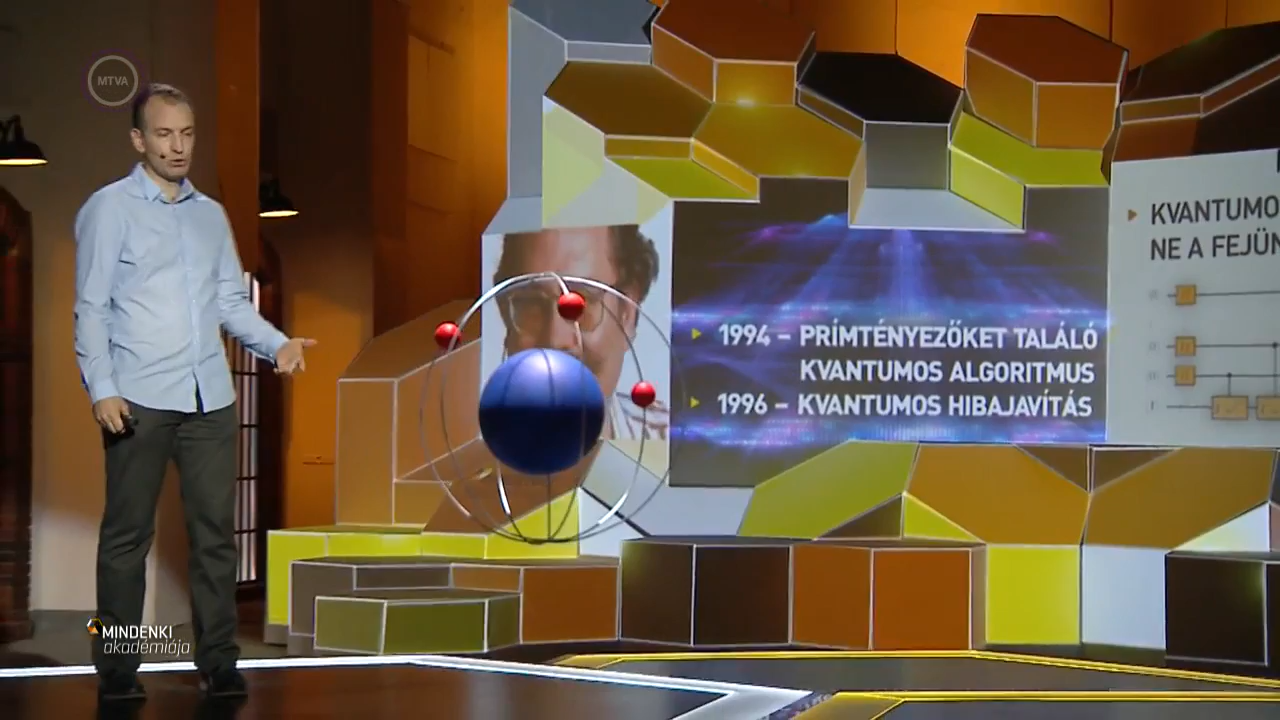 MTVA
1994 – PRÍMTÉNYEZŐKET TALÁLÓ
KVANTUMOS ALGORITMUS
1996 – KVANTUMOS HIBAJAVÍTÁS
KVANTUMO
NE A FEJÜN
MINDENKI
akadémiája